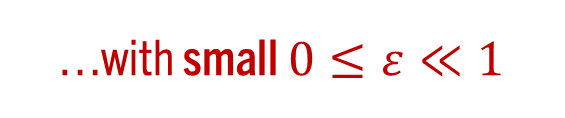 …with small 0 ≤ 𝜀 ≪ 1